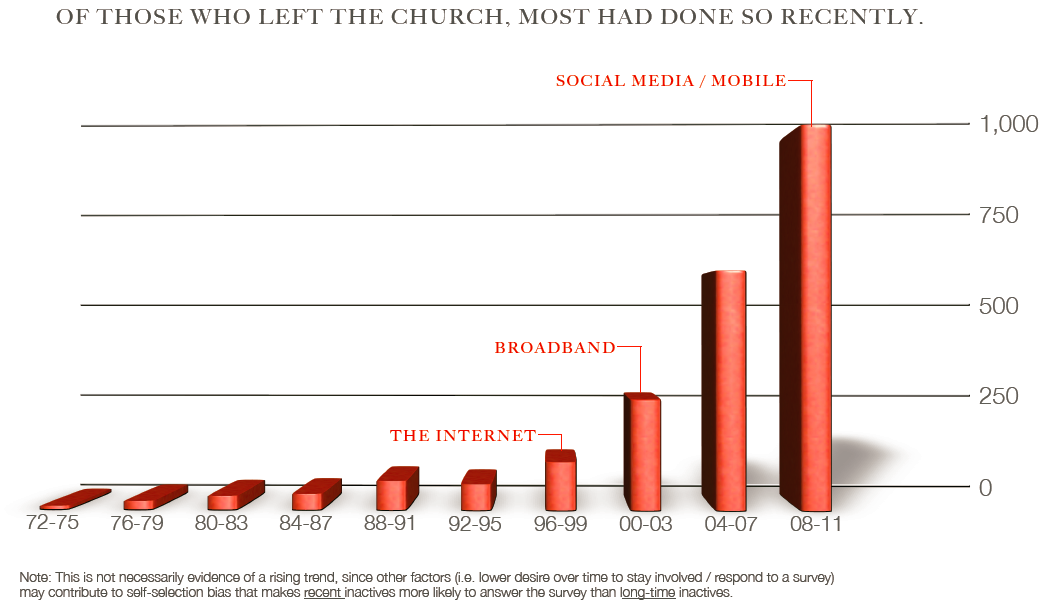 OF THOSE WHO LEFT THE CHURCH, MOST HAD DONE SO RECENTLY.
SOCIAL MEDIA / MOBILE
1,000
750
500
BROADBAND
250
THE INTERNET
0
72-75 76-79 80-83 84-87 88-91 92-95 96-99 00-03 04-07 08-11
Note: This is not necessarily evidence of a rising trend, since other factors (i.e. lower desire over time to stay involved / respond to a survey)
may contribute to self-selection bias that makes recent inactives more likely to answer the survey than long-time inactives.